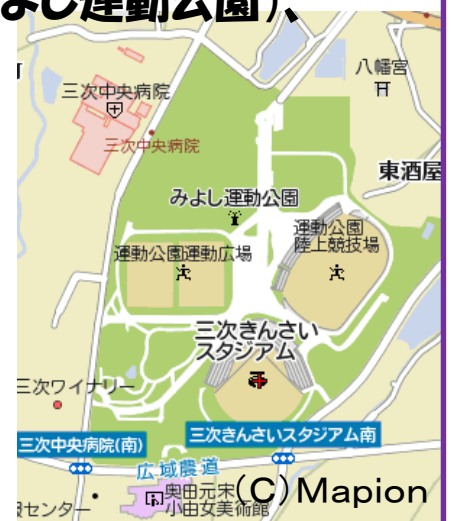 よし運動公園)、
八幡宮
三次中央病院
三次中央病院
東酒屋
みよし運動公園
運動公園
陸上競技場
運動公園運動広場
三次きんさい
スタジアム
三次ワイナリー
三次きんさいスタジアム南
三次中央病院(南)
広域農道
奥田元宋
小田女美術館
センター
(C)Mapion